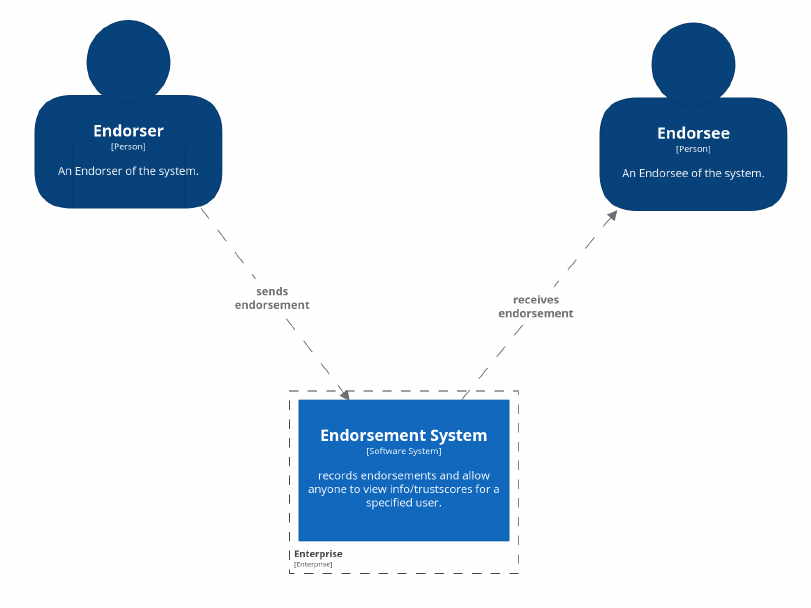 Endorser
[Person]
An Endorser of the system.
Endorsee
[Person]
An Endorsee of the system.
sends
endorsement
receives
endorsement
Endorsement System
[Software System]
records endorsements and allow
anyone to view info/trustscores for a
specified user.
Enterprise
[Enterprise]